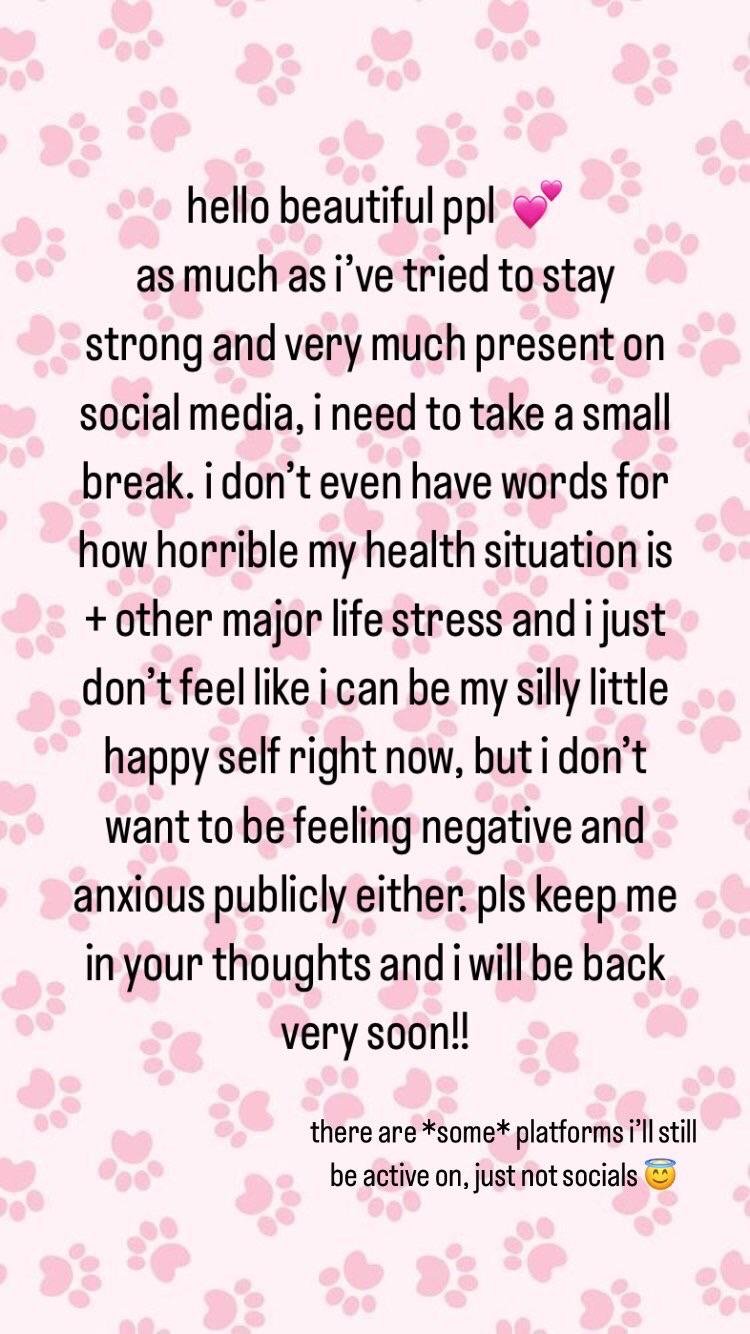 hello beautiful ppl 💕
as much as i've tried to stay
strong and very much present on
social media, i need to take a small
break. i don't even have words for
how horrible my health situation is
+ other major life stress and i just
don't feel like i can be my silly little
happy self right now, but i don't
want to be feeling negative and
anxious publicly either. pls keep me
in your thoughts and i will be back
very soon!!
there are *some* platforms i'll still
be active on, just not socials 😇